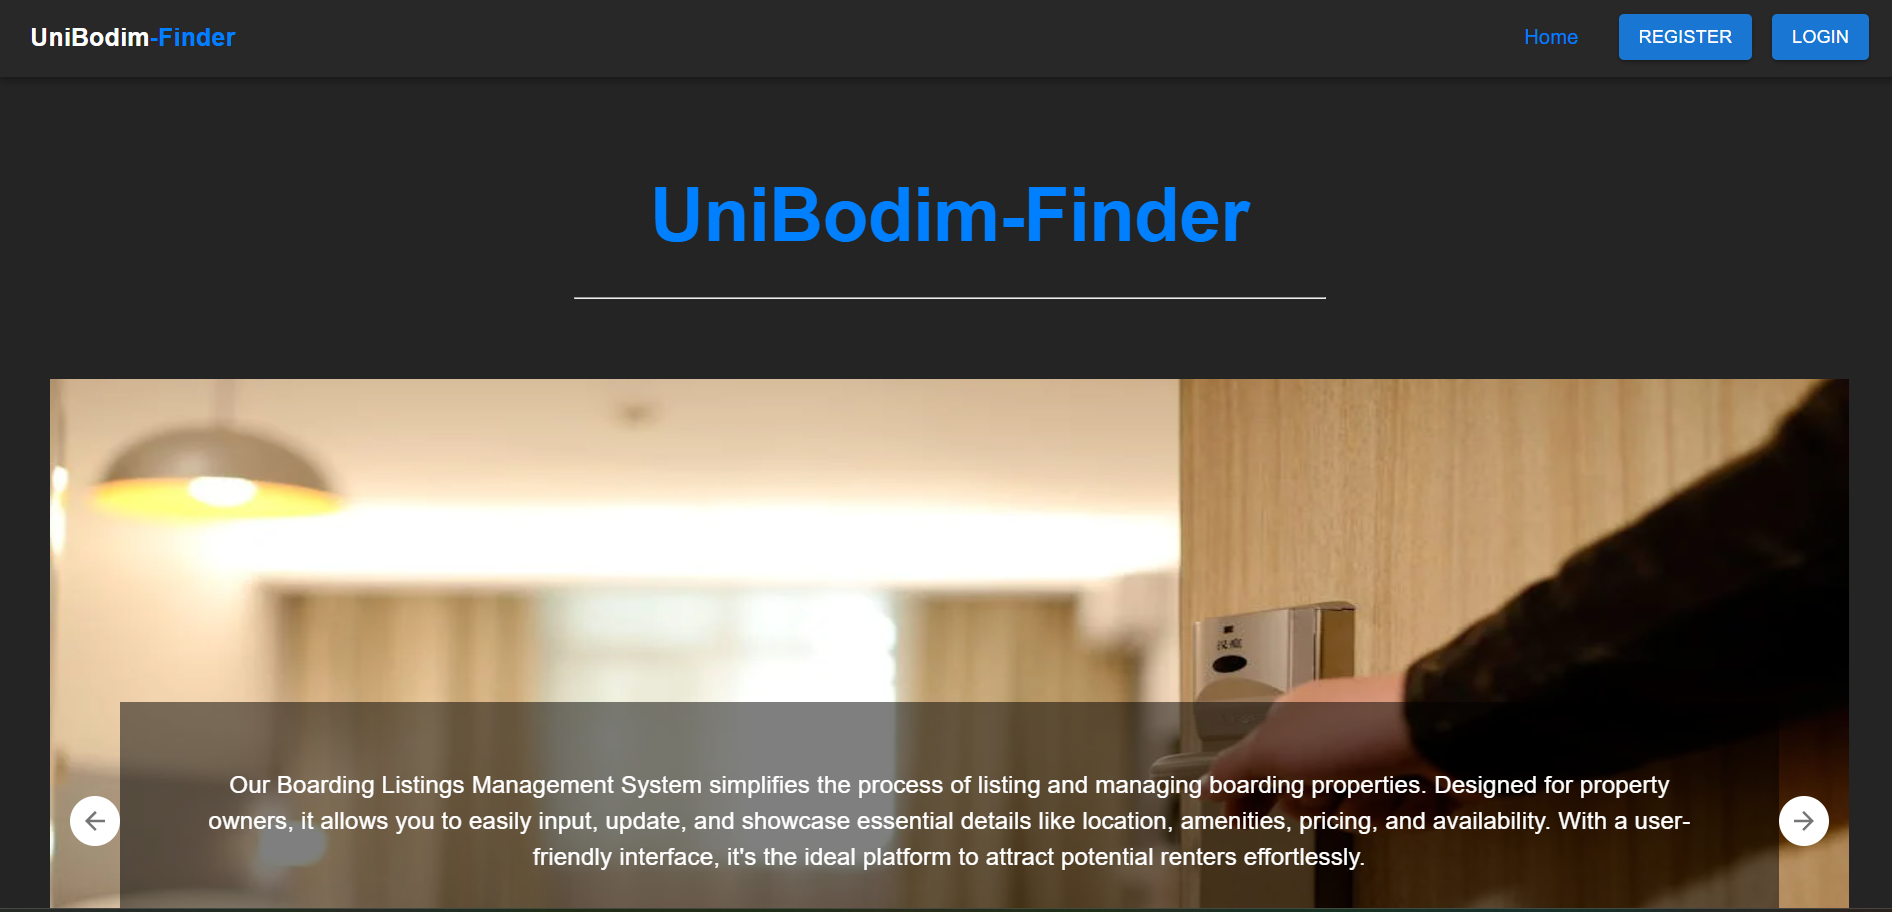 UniBodim-Finder
Home
REGISTER
LOGIN
UniBodim-Finder
Our Boarding Listings Management System simplifies the process of listing and managing boarding properties. Designed for property
owners, it allows you to easily input, update, and showcase essential details like location, amenities, pricing, and availability. With a user-
friendly interface, it's the ideal platform to attract potential renters effortlessly.